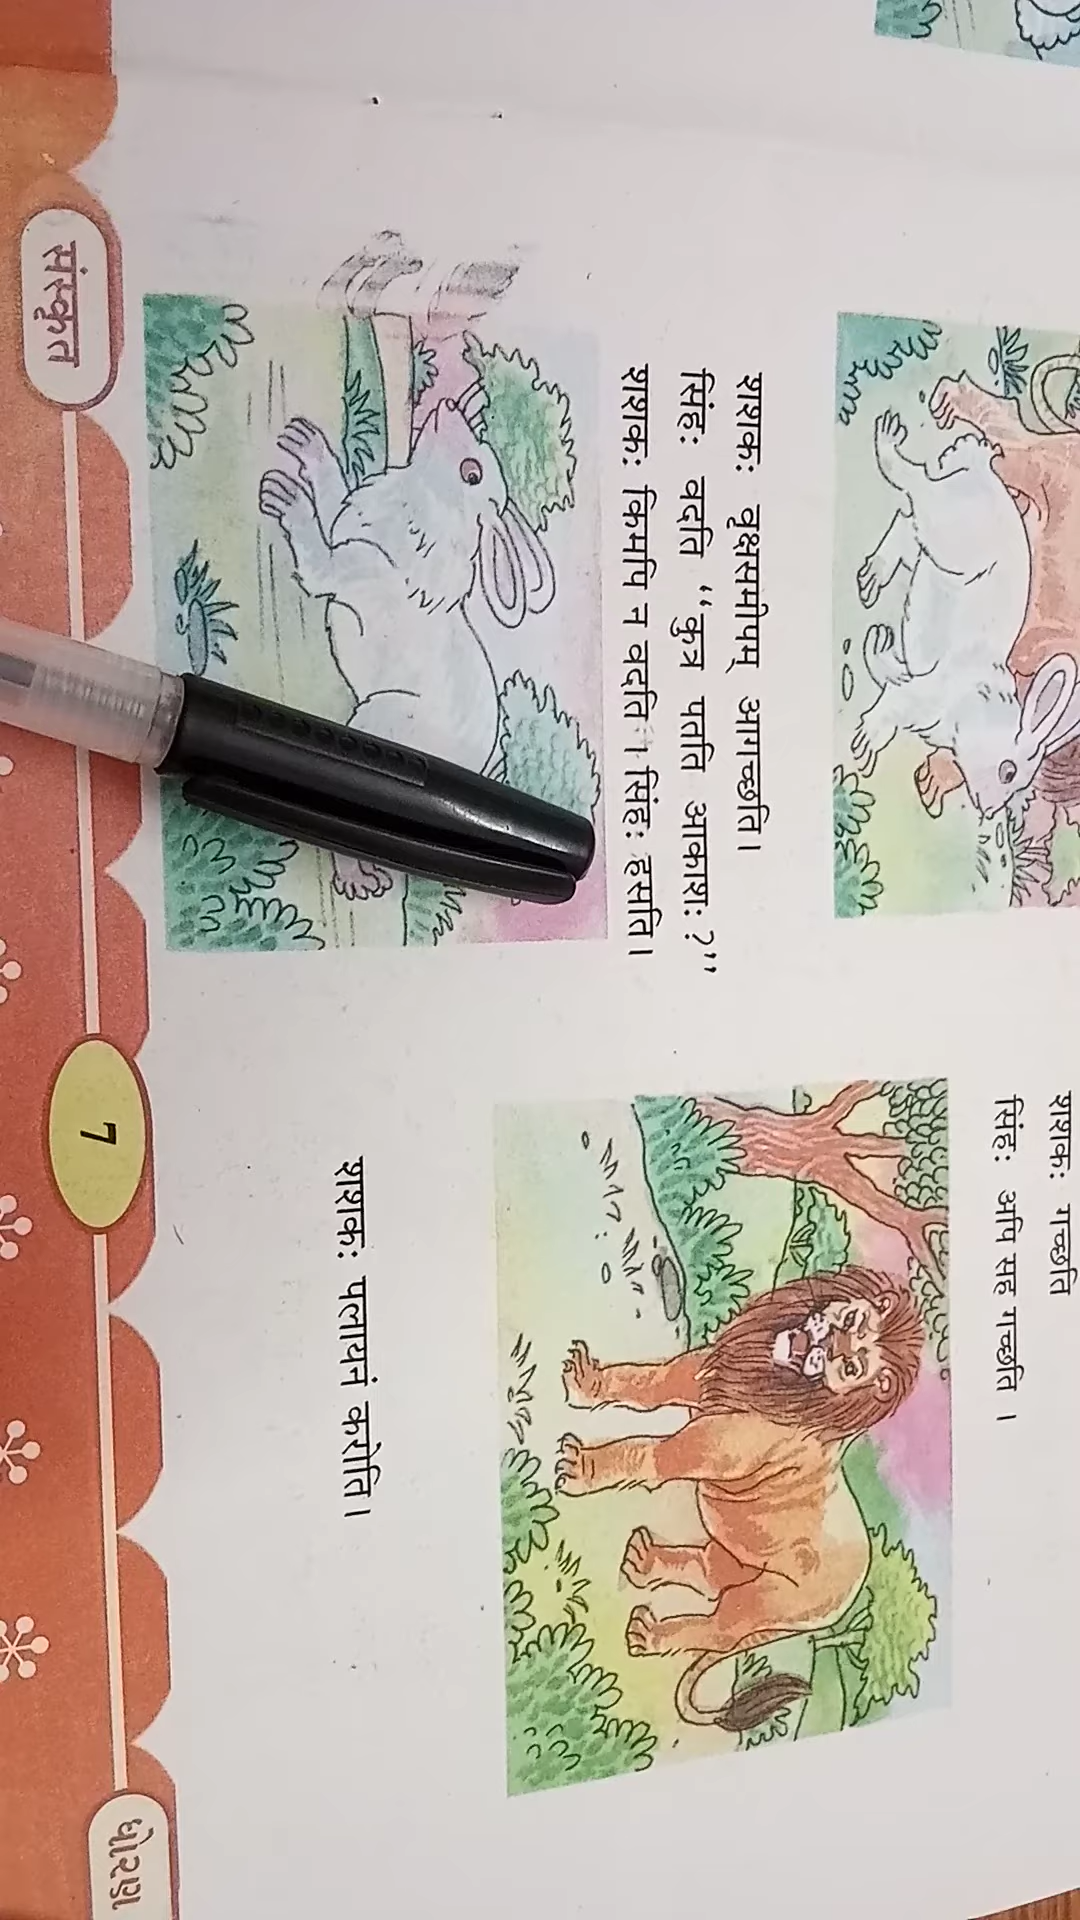 शशक: गच्छति
सिंह: अपि सह गच्छति ।
शशक: वृक्षसमीपम् आगच्छति।
सिंह: वदति “कुत्र पतति आकाश: ?”
शशक: किमपि न वदति । सिंह: हसति।
शशक: पलायनं करोति।
संस्कृत
7
ધોરણ